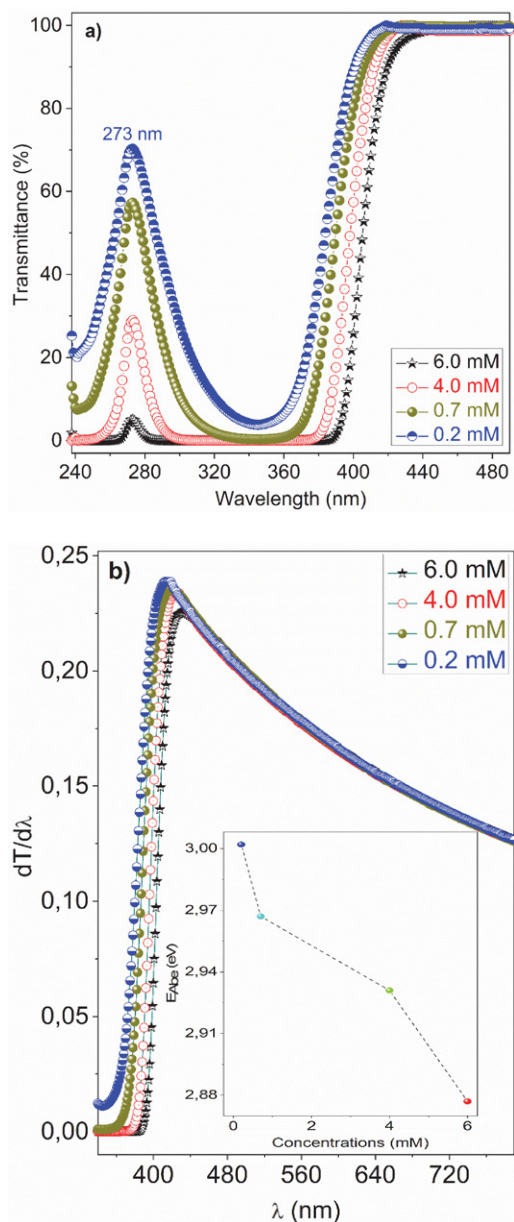 a)
100
80
60
40
20
0
Transmittance (%)
273 nm
6.0 mM
4.0 mM
0.7 mM
0.2 mM
240 280 320 360 400 440 480
Wavelength (nm)
b)
0,25
0,20
0,15
0,10
0,05
0,00
dT/dλ
6.0 mM
4.0 mM
0.7 mM
0.2 mM
3,00
2,97
2,94
2,91
2,88
EAbe (eV)
0 2 4 6
Concentrations (mM)
400 480 560 640 720
λ (nm)